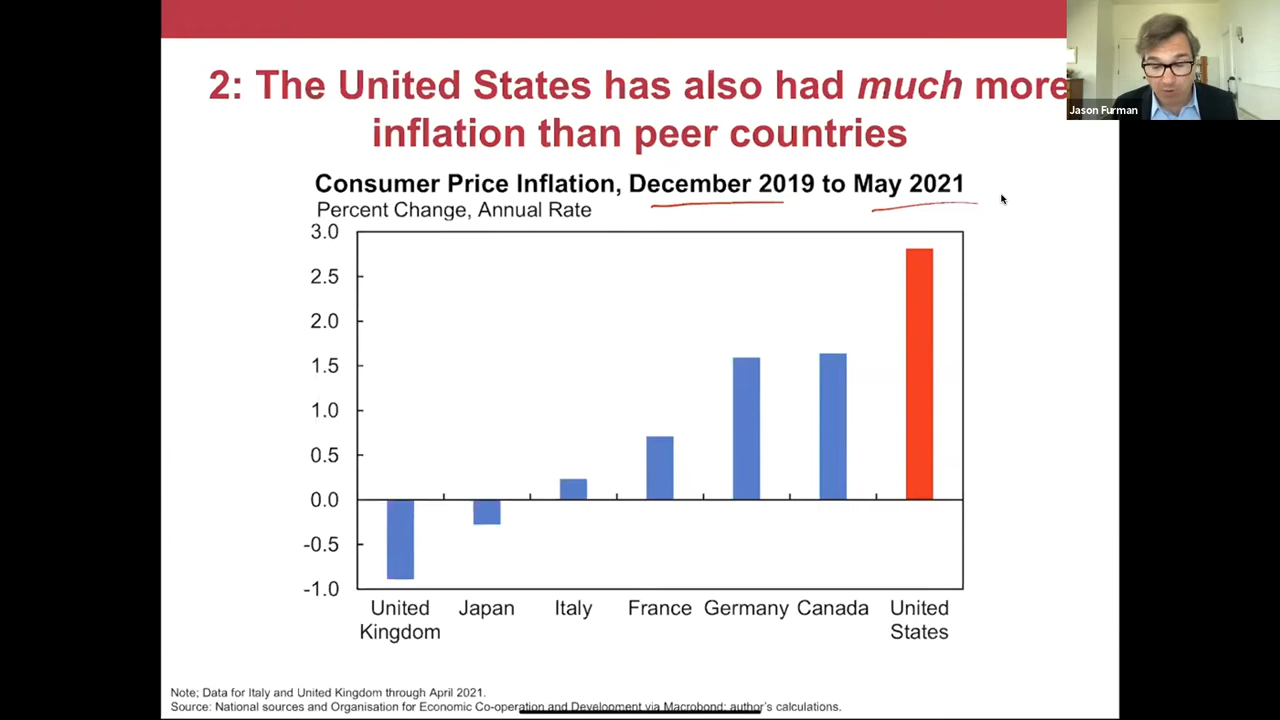 2: The United States has also had much more
inflation than peer countries
Jason Furman
Consumer Price Inflation, December 2019 to May 2021
Percent Change, Annual Rate
3.0
2.5
2.0
1.5
1.0
0.5
0.0
-0.5
-1.0
United Kingdom
Japan
Italy
France
Germany
Canada
United States
Note; Data for Italy and United Kingdom through April 2021.
Source: National sources and Organisation for Economic Co-operation and Development via Macrobond; author's calculations.